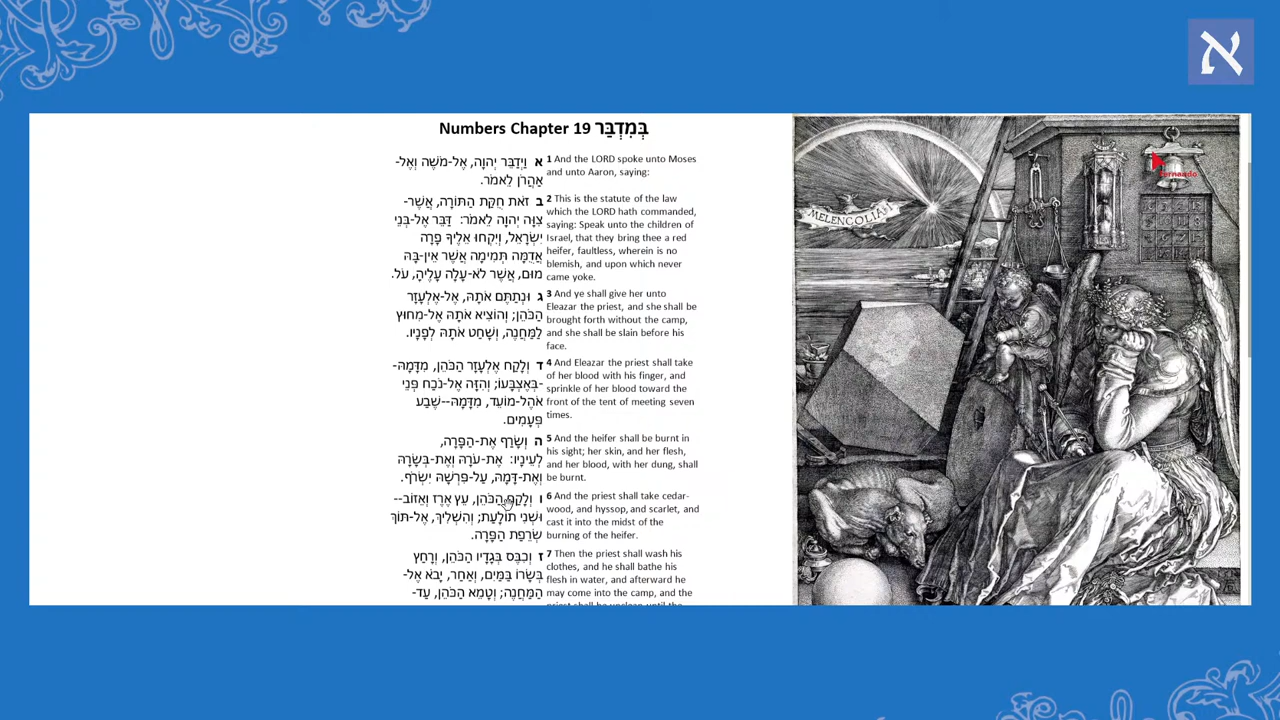 א
Numbers Chapter 19 בְּמִדְבַּר
א וַיְדַבֵּר יְהוָה, אֶל-מֹשֶׁה וְאֶל-
אַהֲרֹן לֵאמֹר.
1 And the LORD spoke unto Moses
and unto Aaron, saying:
ב זֹאת חֻקַּת הַתּוֹרָה, אֲשֶׁר-
צִוָּה יְהוָה לֵאמֹר: דַּבֵּר אֶל-בְּנֵי
יִשְׂרָאֵל, וְיִקְחוּ אֵלֶיךָ פָרָה
אֲדֻמָּה תְּמִימָה אֲשֶׁר אֵין-בָּהּ
מוּם, אֲשֶׁר לֹא-עָלָה עָלֶיהָ, עֹל.
2 This is the statute of the law
which the LORD hath commanded,
saying: Speak unto the children of
Israel, that they bring thee a red
heifer, faultless, wherein is no
blemish, and upon which never
came yoke.
ג וּנְתַתֶּם אֹתָהּ, אֶל-אֶלְעָזָר
הַכֹּהֵן; וְהוֹצִיא אֹתָהּ אֶל-מִחוּץ
לַמַּחֲנֶה, וְשָׁחַט אֹתָהּ לְפָנָיו.
3 And ye shall give her unto
Eleazar the priest, and she shall be
brought forth without the camp,
and she shall be slain before his
face.
ד וְלָקַח אֶלְעָזָר הַכֹּהֵן, מִדָּמָהּ-
-בְּאֶצְבָּעוֹ; וְהִזָּה אֶל-נֹכַח פְּנֵי
אֹהֶל-מוֹעֵד, מִדָּמָהּ--שֶׁבַע
פְּעָמִים.
4 And Eleazar the priest shall take
of her blood with his finger, and
sprinkle of her blood toward the
front of the tent of meeting seven
times.
ה וְשָׂרַף אֶת-הַפָּרָה,
לְעֵינָיו: אֶת-עֹרָהּ וְאֶת-בְּשָׂרָהּ
וְאֶת-דָּמָהּ, עַל-פִּרְשָׁהּ יִשְׂרֹף.
5 And the heifer shall be burnt in
his sight; her skin, and her flesh,
and her blood, with her dung, shall
be burnt.
ו וְלָקַח הַכֹּהֵן, עֵץ אֶרֶז וְאֵזוֹב--
וּשְׁנִי תוֹלָעַת; וְהִשְׁלִיךְ, אֶל-תּוֹךְ
שְׂרֵפַת הַפָּרָה.
6 And the priest shall take cedar-
wood, and hyssop, and scarlet, and
cast it into the midst of the
burning of the heifer.
ז וְכִבֶּס בְּגָדָיו הַכֹּהֵן, וְרָחַץ
בְּשָׂרוֹ בַּמַּיִם, וְאַחַר, יָבֹא אֶל-
הַמַּחֲנֶה; וְטָמֵא הַכֹּהֵן, עַד-
7 Then the priest shall wash his
clothes, and he shall bathe his
flesh in water, and afterward he
may come into the camp, and the
priest shall be unclean until the
MELENCOLIA I
Fernando